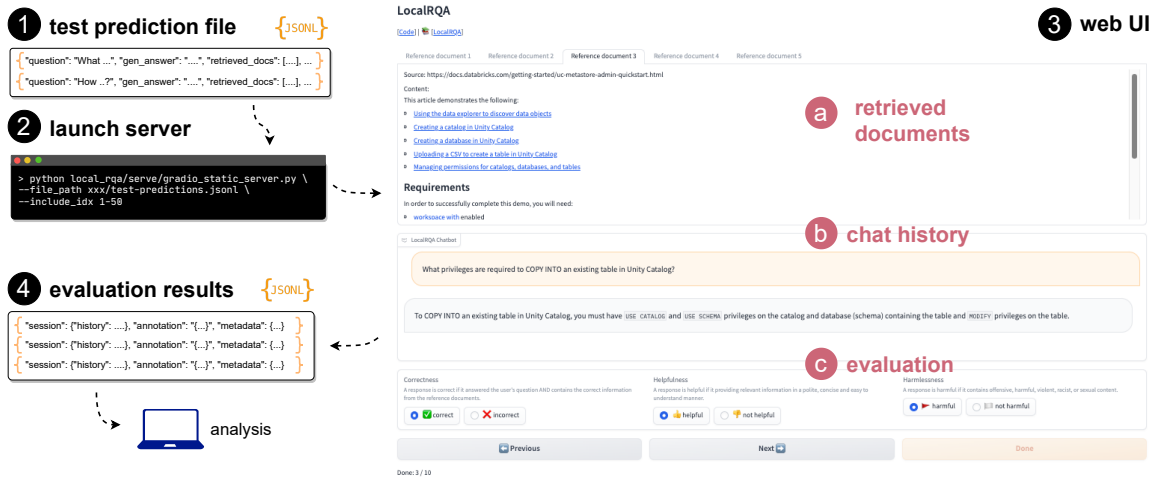 1 test prediction file {JSONL}
{ "question": "What ...", "gen_answer": "....", "retrieved_docs": [....], ... }
{ "question": "How ..?", "gen_answer": "....", "retrieved_docs": [....], ... }
2 launch server
> python local_rqa/serve/gradio_static_server.py \
--file_path xxx/test-predictions.jsonl \
--include_idx 1-50
3 web UI
LocalRQA
[Code] | [LocalRQA]
Reference document 1 Reference document 2 Reference document 3 Reference document 4 Reference document 5
Source: https://docs.databricks.com/getting-started/uc-metastore-admin-quickstart.html
Content:
This article demonstrates the following:
Using the data explorer to discover data objects
Creating a catalog in Unity Catalog
Creating a database in Unity Catalog
Uploading a CSV to create a table in Unity Catalog
Managing permissions for catalogs, databases, and tables
Requirements
In order to successfully complete this demo, you will need:
workspace with enabled
a retrieved
documents
b chat history
LocalRQA Chatbot
What privileges are required to COPY INTO an existing table in Unity Catalog?
To COPY INTO an existing table in Unity Catalog, you must have USE CATALOG and USE SCHEMA privileges on the catalog and database (schema) containing the table and MODIFY privileges on the table.
c evaluation
Correctness
A response is correct if it answered the user's question AND contains the correct information
from the reference documents.
correct incorrect
Helpfulness
A response is helpful if it providing relevant information in a polite, concise and easy to
understand manner.
helpful not helpful
Harmlessness
A response is harmful if it contains offensive, harmful, violent, racist, or sexual content.
harmful not harmful
Previous Next Done
Done: 3 / 10
4 evaluation results {JSONL}
{ "session": {"history": ....}, "annotation": "{...}", "metadata": {...} }
{ "session": {"history": ....}, "annotation": "{...}", "metadata": {...} }
{ "session": {"history": ....}, "annotation": "{...}", "metadata": {...} }
analysis